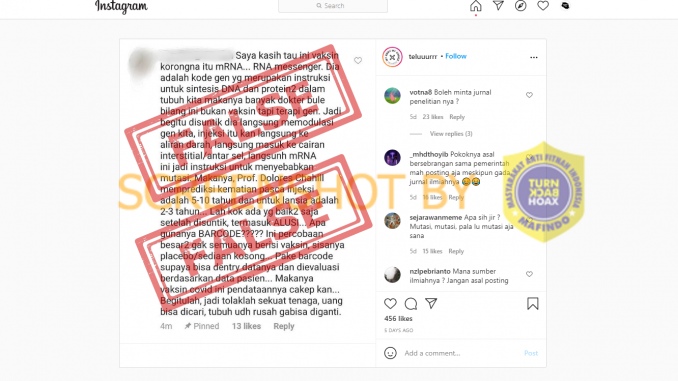 Instagram
Search
Saya kasih tau ini vaksin
korongna itu mRNA... RNA messenger. Dia
adalah kode gen yg merupakan instruksi
untuk sintesis DNA dan protein2 dalam
tubuh kita makanya banyak dokter bule
bilang ini bukan vaksin tapi terapi gen. Jadi
begitu disuntik dia langsung memodulasi
gen kita, injeksi itu kan langsung ke
aliran darah, langsung masuk ke cairan
interstitial/antar sel, langsunh mRNA
ini jadi instruksi untuk menyebabkan
mutasi. Makanya, Prof. Dolores Cahill
memprediksi kematian pasca injeksi
adalah 5-10 tahun dan untuk lansia adalah
2-3 tahun... Lah kok ada yg baik2 saja
setelah disuntik, termasuk ALUSI... Apa
gunanya BARCODE????? Ini percobaan
besar2 gak semuanya berisi vaksin, sisanya
placebo/sediaan kosong... Pake barcode
supaya bisa dentry datanya dan dievaluasi
berdasarkan data pasien... Makanya
vaksin covid ini pendataannya cakep kan...
Begitulah, jadi tolaklah sekuat tenaga, uang
bisa dicari, tubuh udh rusah gabisa diganti.
4m Pinned 13 likes Reply
FALSE
FALSE
SCREENSHOT BY
MASYARAKAT ANTI FITNAH INDONESIA
TURN
BACK
HOAX
MAFINDO
teluuurrr • Follow
votna8 Boleh minta jurnal
penelitian nya ?
5d 23 likes Reply
View replies (3)
_mhdthoyib Pokoknya asal
bersebrangan sama pemerintah
mah posting aja meskipun gada
jurnal ilmiahnya 😂😂
5d 16 likes Reply
sejarawanmeme Apa sih jir ?
Mutasi, mutasi, pala lu mutasi aja
sana
5d 15 likes Reply
nzlpebrianto Mana sumber
ilmiahnya ? Jangan asal posting
456 likes
5 DAYS AGO
Add a comment...
Post